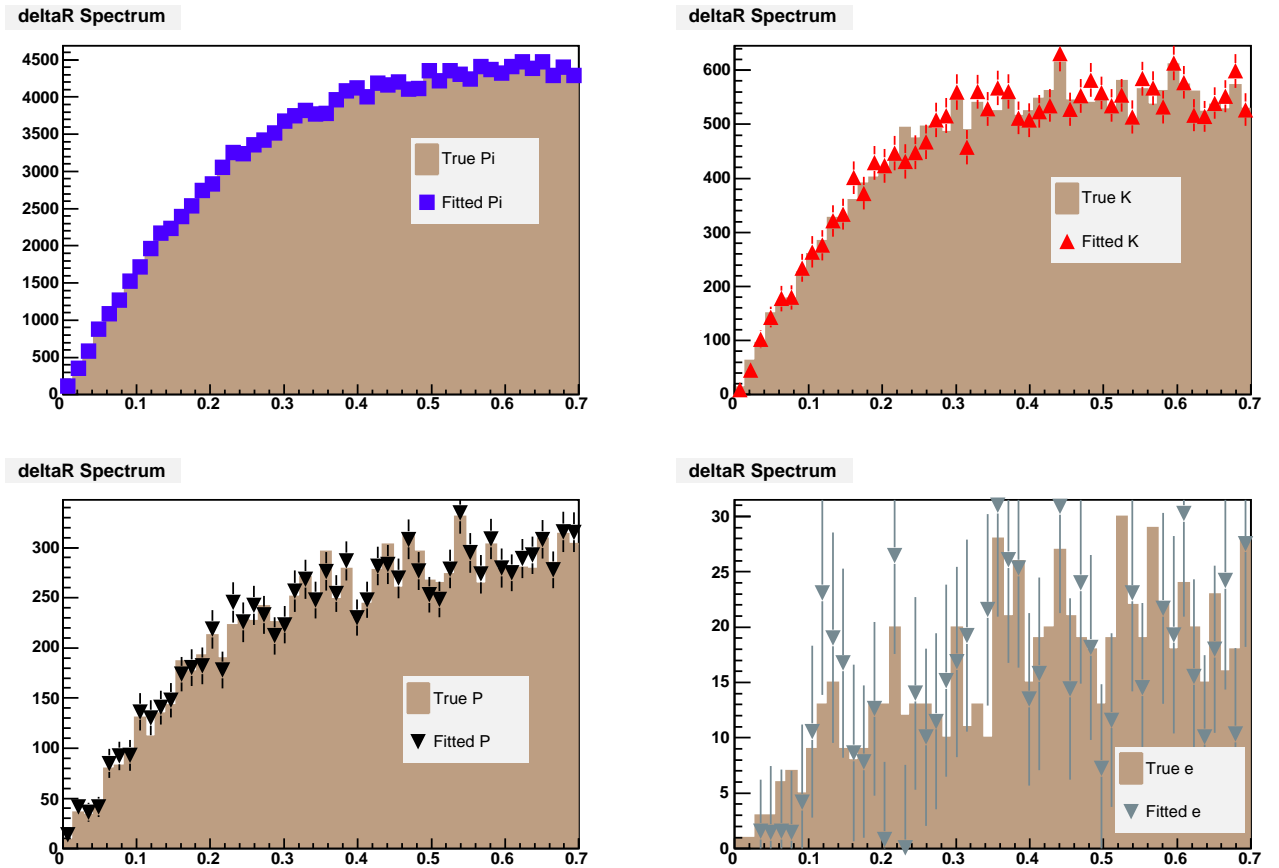 deltaR Spectrum
4500
4000
3500
3000
2500
2000
1500
1000
500
0
0 0.1 0.2 0.3 0.4 0.5 0.6 0.7
True Pi
Fitted Pi
deltaR Spectrum
600
500
400
300
200
100
0
0 0.1 0.2 0.3 0.4 0.5 0.6 0.7
True K
Fitted K
deltaR Spectrum
300
250
200
150
100
50
0
0 0.1 0.2 0.3 0.4 0.5 0.6 0.7
True P
Fitted P
deltaR Spectrum
30
25
20
15
10
5
0
0 0.1 0.2 0.3 0.4 0.5 0.6 0.7
True e
Fitted e